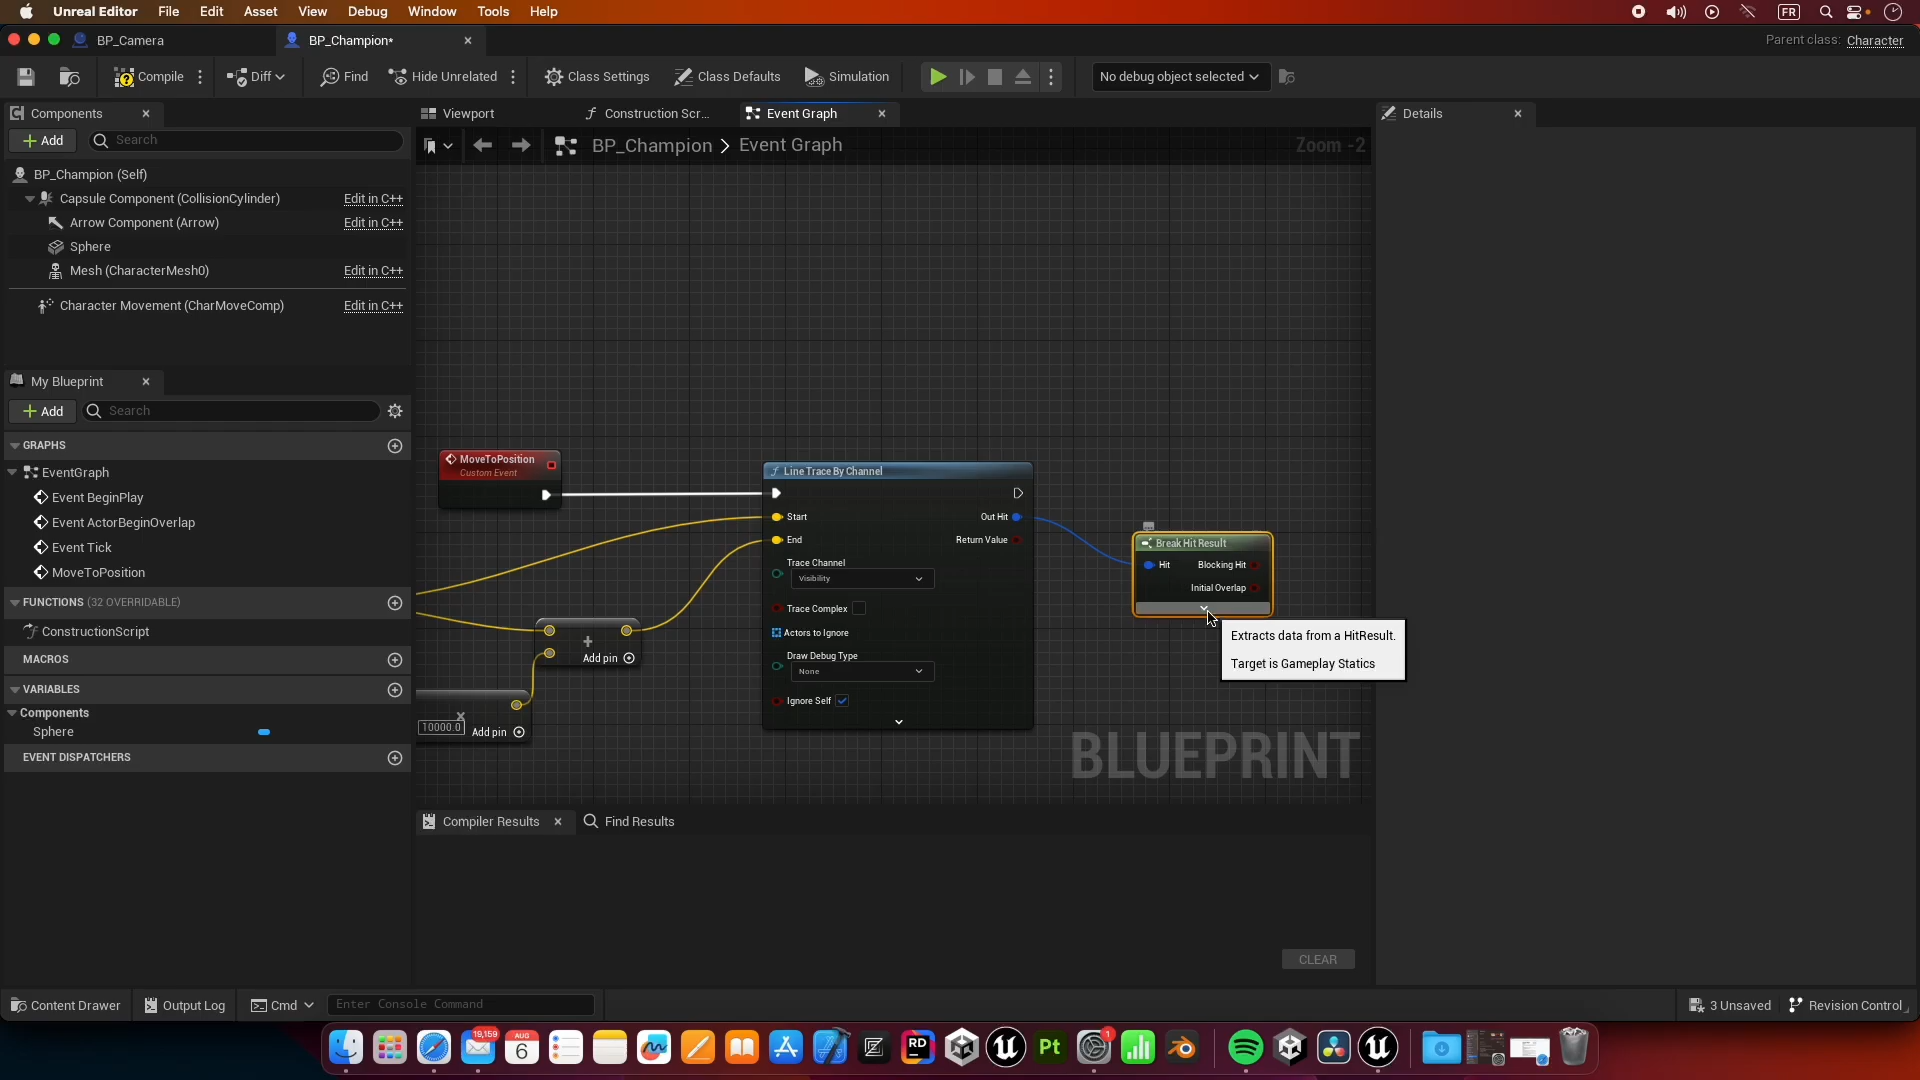 Unreal Editor File Edit Asset View Debug Window Tools Help FR
BP_Camera BP_Champion* Parent class: Character
Compile Diff Find Hide Unrelated Class Settings Class Defaults Simulation No debug object selected
Components Viewport Construction Scr... Event Graph Details
Add Search BP_Champion Event Graph Zoom -2
BP_Champion (Self)
Capsule Component (CollisionCylinder) Edit in C++
Arrow Component (Arrow) Edit in C++
Sphere
Mesh (CharacterMesh0) Edit in C++
Character Movement (CharMoveComp) Edit in C++
My Blueprint
Add Search
GRAPHS
EventGraph
Event BeginPlay
Event ActorBeginOverlap
Event Tick
MoveToPosition
FUNCTIONS (32 OVERRIDABLE)
ConstructionScript
MACROS
VARIABLES
Components
Sphere
EVENT DISPATCHERS
MoveToPosition
Custom Event
Line Trace By Channel
Start Out Hit
End Return Value
Trace Channel
Visibility
Trace Complex
Actors to Ignore
Draw Debug Type
None
Ignore Self
Add pin
10000.0 Add pin
Break Hit Result
Hit Blocking Hit
Initial Overlap
Extracts data from a HitResult.
Target is Gameplay Statics
BLUEPRINT
Compiler Results Find Results
CLEAR
Content Drawer Output Log Cmd Enter Console Command 3 Unsaved Revision Control
19,159 AUG 6 RD Pt 1